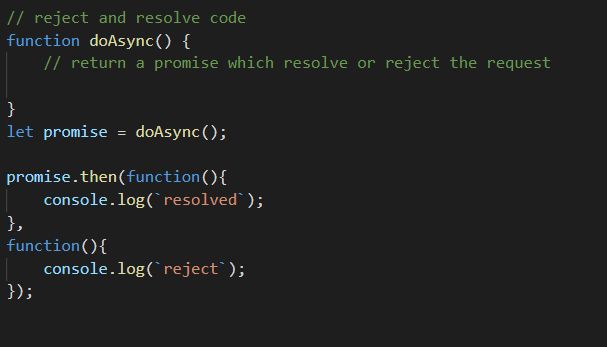 // reject and resolve code
function doAsync() {
    // return a promise which resolve or reject the request
}
let promise = doAsync();
promise.then(function(){
    console.log(`resolved`);
},
function(){
    console.log(`reject`);
});